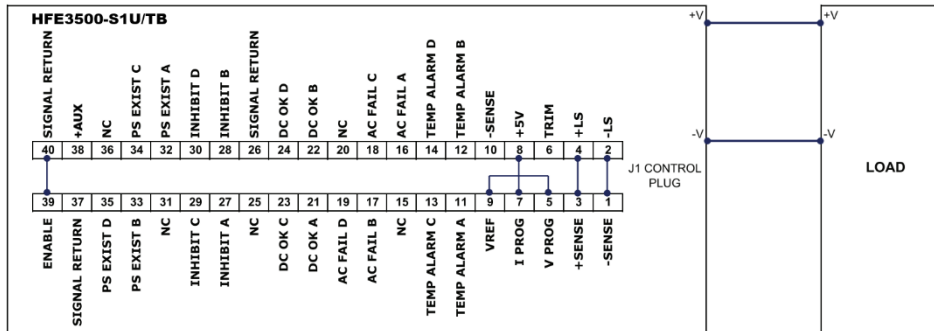 HFE3500-S1U/TB
SIGNAL RETURN
+AUX
NC
PS EXIST C
PS EXIST A
INHIBIT D
INHIBIT B
SIGNAL RETURN
DC OK D
DC OK B
NC
AC FAIL C
AC FAIL A
TEMP ALARM D
TEMP ALARM B
-SENSE
+5V
TRIM
+LS
-LS
40 38 36 34 32 30 28 26 24 22 20 18 16 14 12 10 8 6 4 2
39 37 35 33 31 29 27 25 23 21 19 17 15 13 11 9 7 5 3 1
ENABLE
SIGNAL RETURN
PS EXIST D
PS EXIST B
NC
INHIBIT C
INHIBIT A
NC
DC OK C
DC OK A
AC FAIL D
AC FAIL B
NC
TEMP ALARM C
TEMP ALARM A
VREF
I PROG
V PROG
+SENSE
-SENSE
J1 CONTROL
PLUG
+V
+V
-V
-V
LOAD